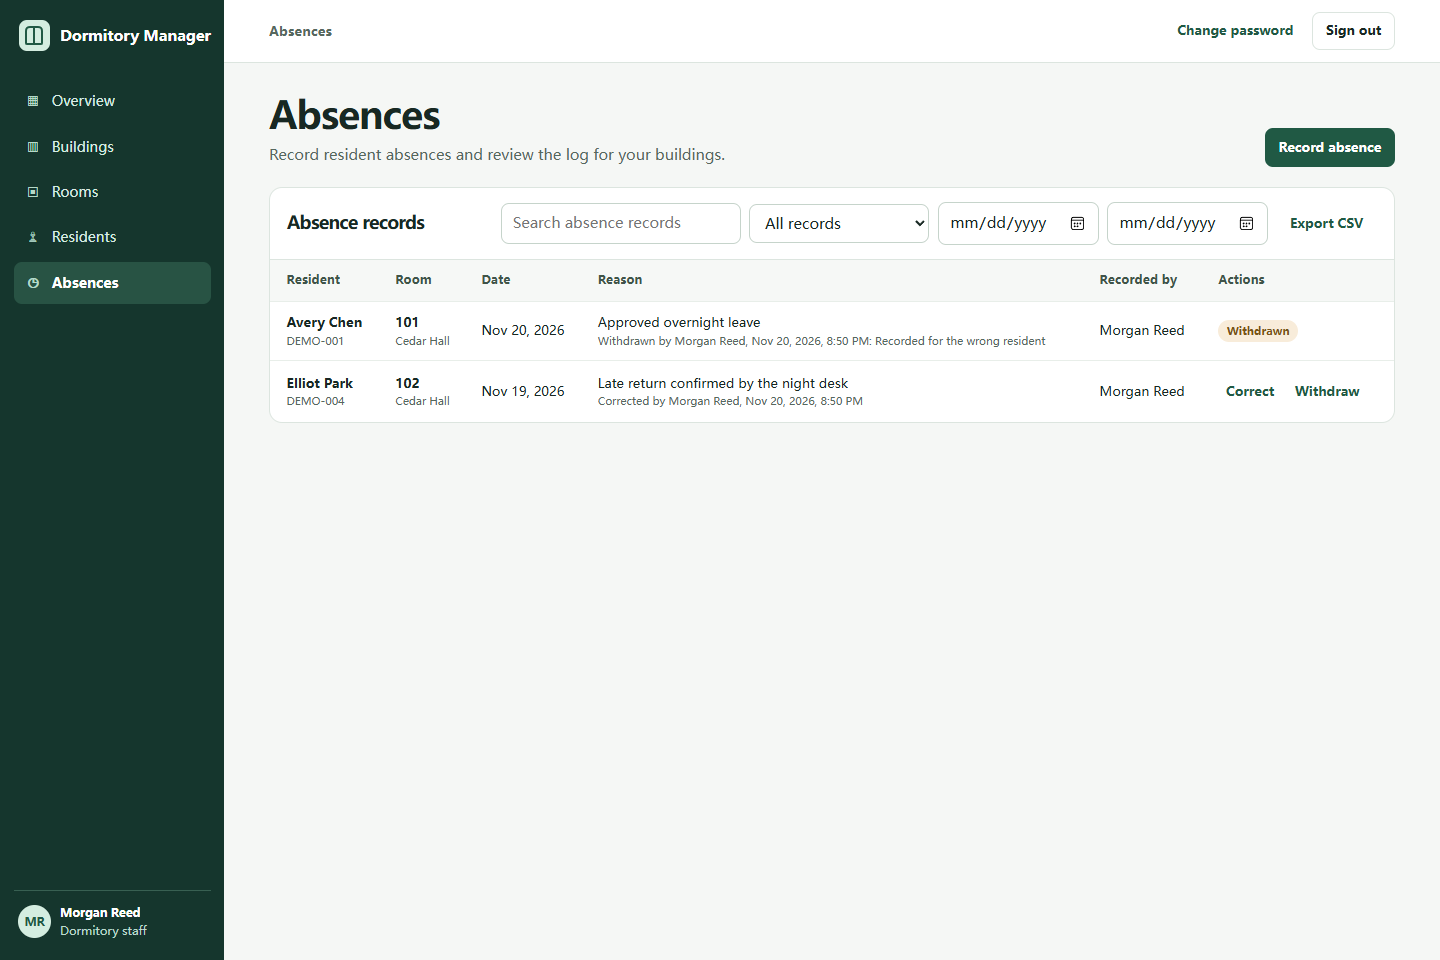 Dormitory Manager
Overview
Buildings
Rooms
Residents
Absences
MR
Morgan Reed
Dormitory staff
Absences
Change password
Sign out
Absences
Record resident absences and review the log for your buildings.
Record absence
Absence records
Search absence records
All records
mm/dd/yyyy
mm/dd/yyyy
Export CSV
Resident Room Date Reason Recorded by Actions
Avery Chen 101 Nov 20, 2026 Approved overnight leave Morgan Reed Withdrawn
DEMO-001 Cedar Hall Withdrawn by Morgan Reed, Nov 20, 2026, 8:50 PM: Recorded for the wrong resident
Elliot Park 102 Nov 19, 2026 Late return confirmed by the night desk Morgan Reed Correct Withdraw
DEMO-004 Cedar Hall Corrected by Morgan Reed, Nov 20, 2026, 8:50 PM